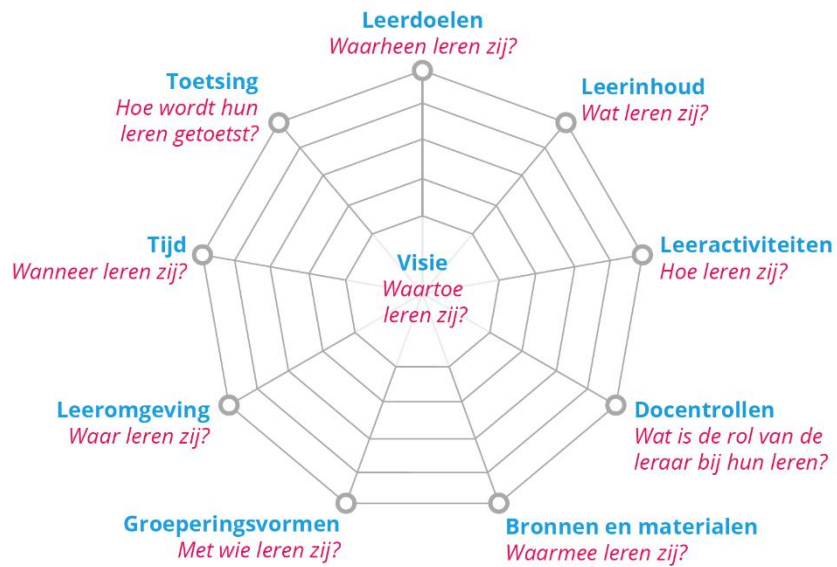 Leerdoelen
Waarheen leren zij?
Toetsing
Hoe wordt hun
leren getoetst?
Leerinhoud
Wat leren zij?
Tijd
Wanneer leren zij?
Visie
Waartoe
leren zij?
Leeractiviteiten
Hoe leren zij?
Leeromgeving
Waar leren zij?
Docentrollen
Wat is de rol van de
leraar bij hun leren?
Groeperingsvormen
Met wie leren zij?
Bronnen en materialen
Waarmee leren zij?